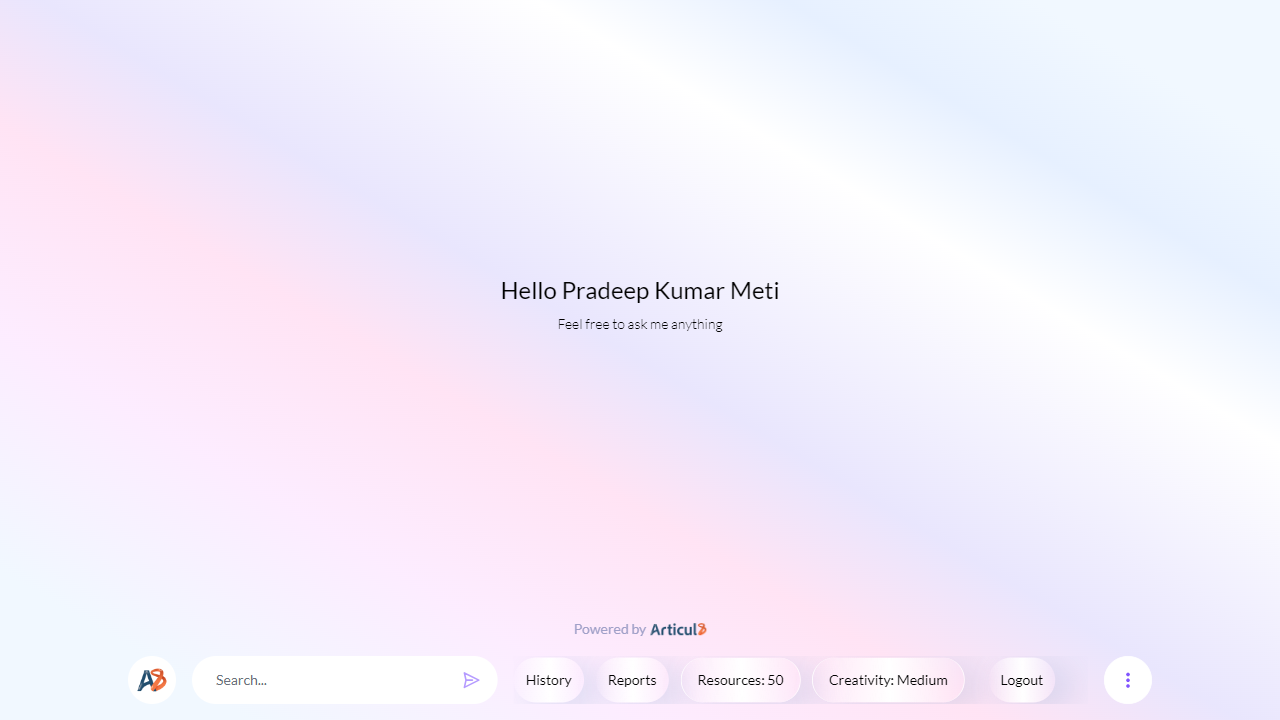 Hello Pradeep Kumar Meti
Feel free to ask me anything
Powered by Articul8
A8 Search... History Reports Resources: 50 Creativity: Medium Logout